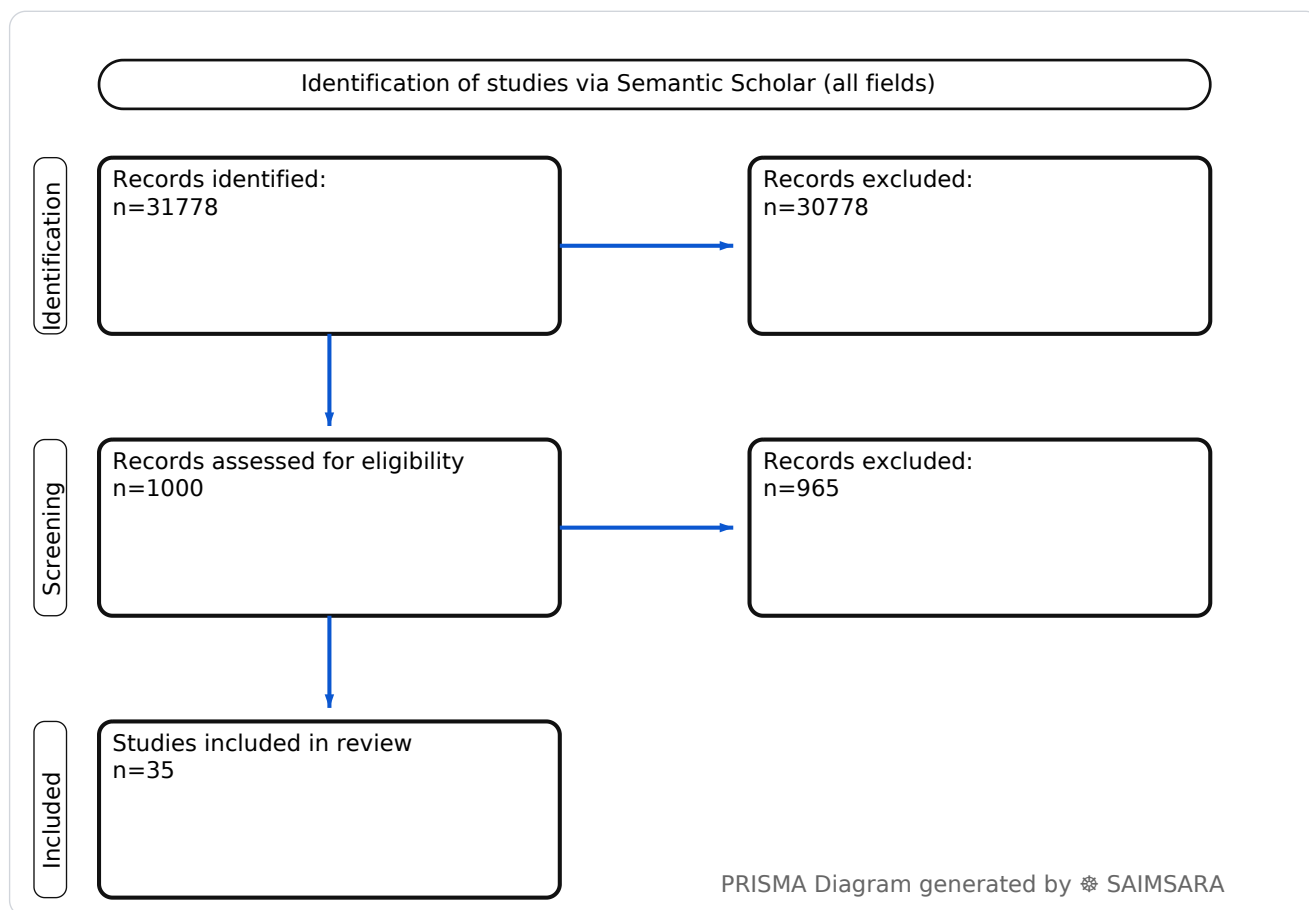 Identification of studies via Semantic Scholar (all fields)
Identification
Records identified:
n=31778
Records excluded:
n=30778
Screening
Records assessed for eligibility
n=1000
Records excluded:
n=965
Included
Studies included in review
n=35
PRISMA Diagram generated by ☸ SAIMSARA